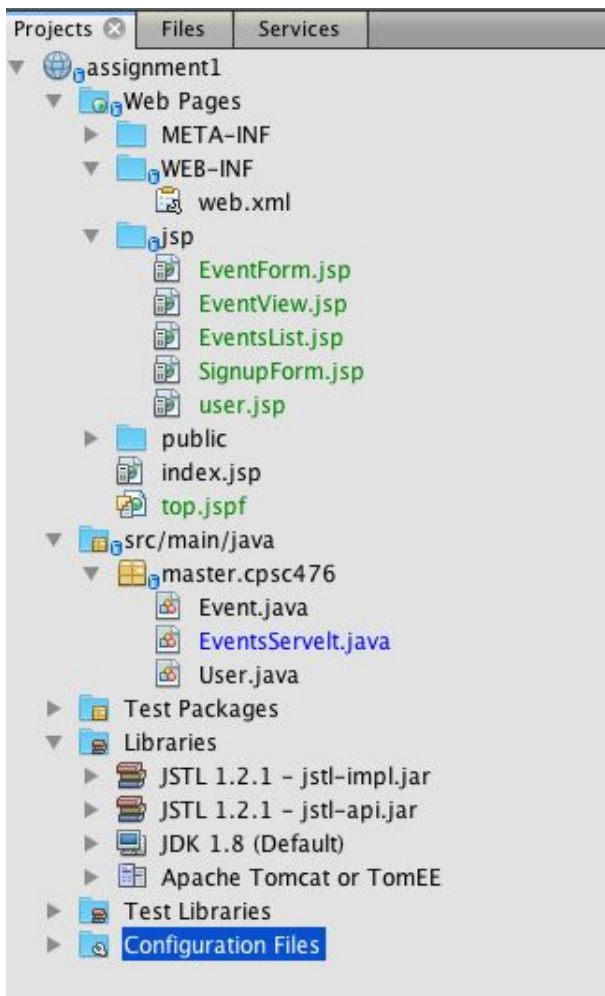 Projects Files Services
assignment1
Web Pages
META-INF
WEB-INF
web.xml
jsp
EventForm.jsp
EventView.jsp
EventsList.jsp
SignupForm.jsp
user.jsp
public
index.jsp
top.jspf
src/main/java
master.cpsc476
Event.java
EventsServelt.java
User.java
Test Packages
Libraries
JSTL 1.2.1 - jstl-impl.jar
JSTL 1.2.1 - jstl-api.jar
JDK 1.8 (Default)
Apache Tomcat or TomEE
Test Libraries
Configuration Files